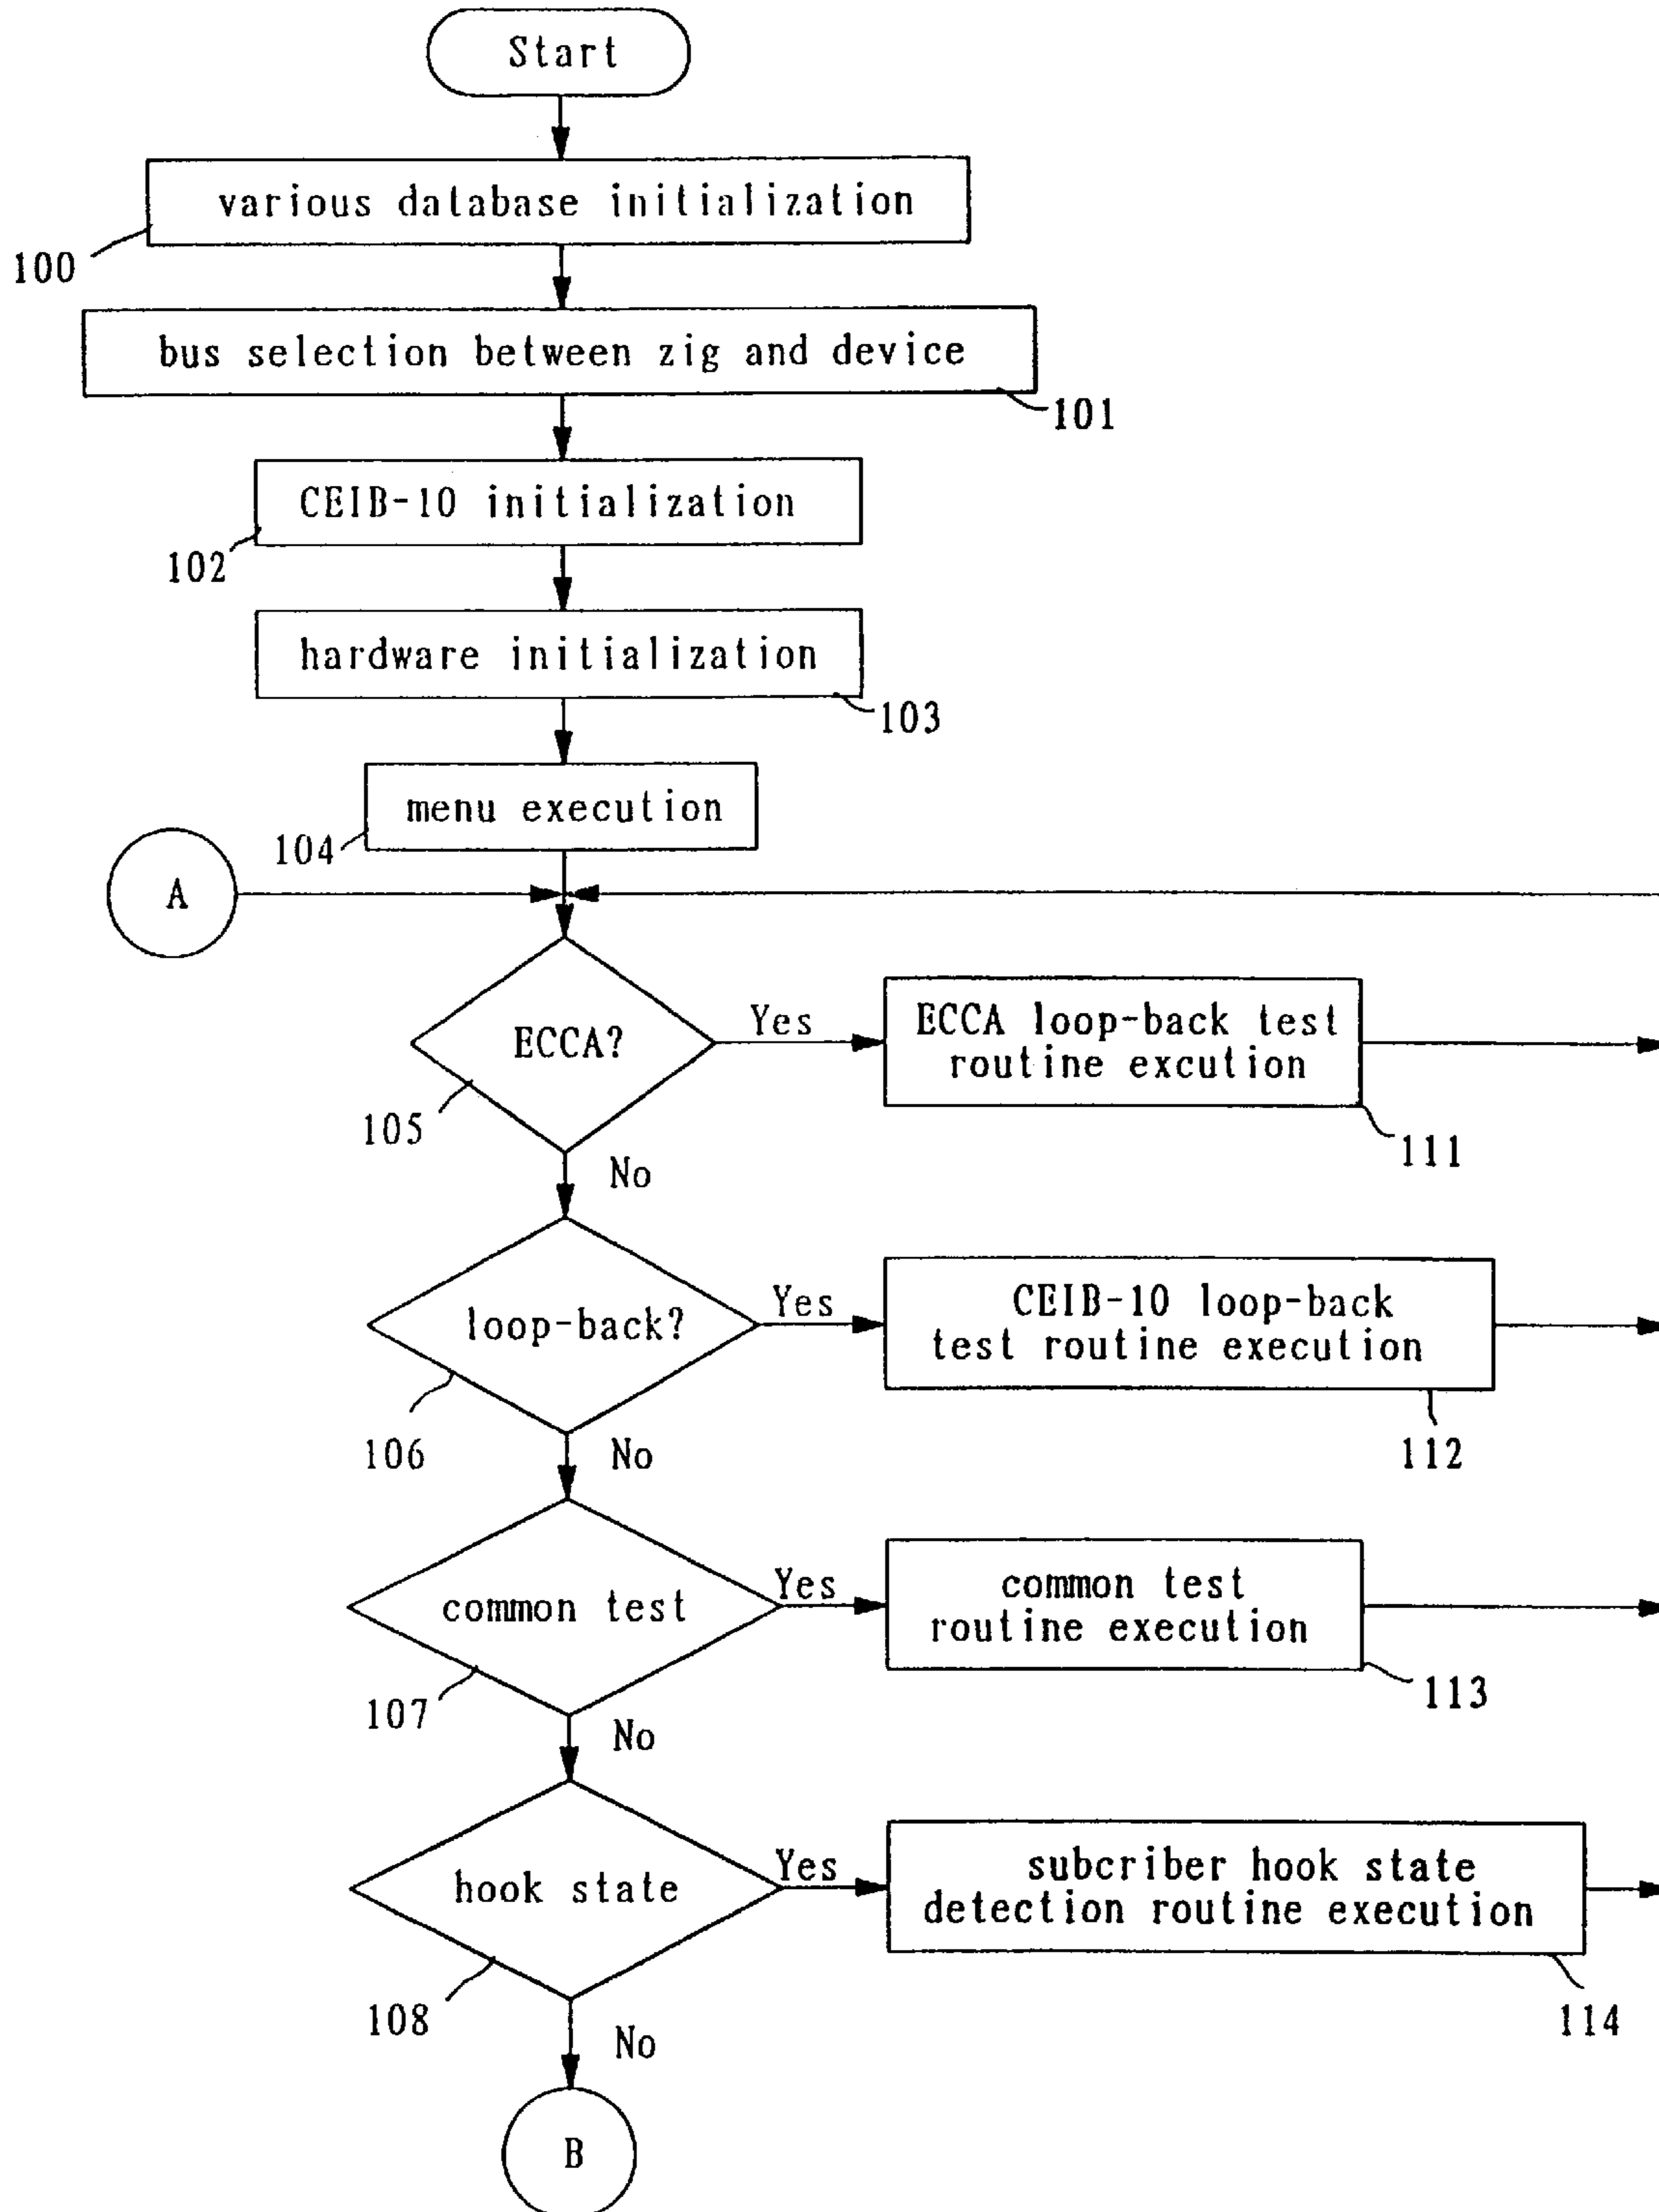 Start
various database initialization
100
bus selection between zig and device
101
CEIB-10 initialization
102
hardware initialization
103
menu execution
104
A
ECCA?
Yes
ECCA loop-back test
routine excution
105
111
No
loop-back?
Yes
CEIB-10 loop-back
test routine execution
106
112
No
common test
Yes
common test
routine execution
107
113
No
hook state
Yes
subcriber hook state
detection routine execution
108
114
No
B